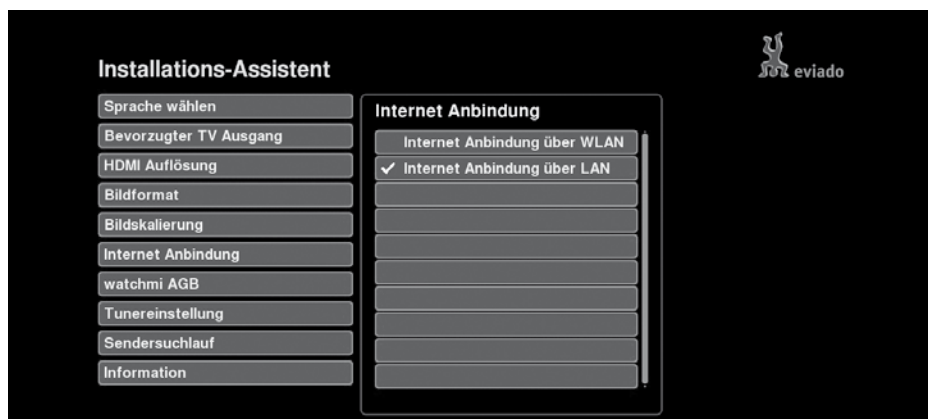 Installations-Assistent
eviado
Sprache wählen
Bevorzugter TV Ausgang
HDMI Auflösung
Bildformat
Bildskalierung
Internet Anbindung
watchmi AGB
Tunereinstellung
Sendersuchlauf
Information
Internet Anbindung
Internet Anbindung über WLAN
✓ Internet Anbindung über LAN